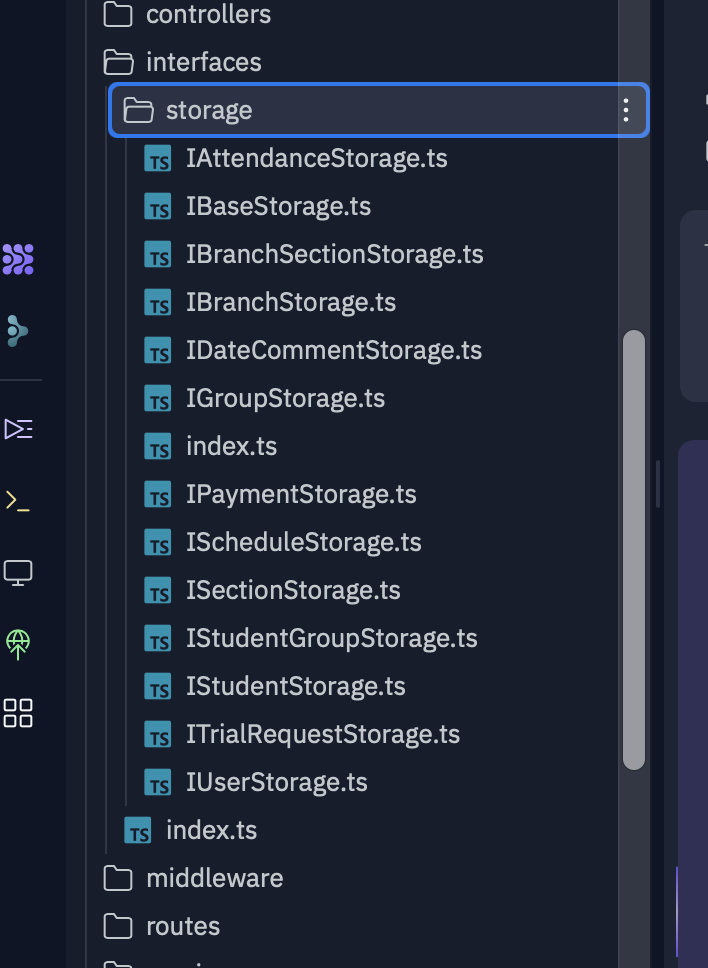 controllers
interfaces
storage
TS IAttendanceStorage.ts
TS IBaseStorage.ts
TS IBranchSectionStorage.ts
TS IBranchStorage.ts
TS IDateCommentStorage.ts
TS IGroupStorage.ts
TS index.ts
TS IPaymentStorage.ts
TS IScheduleStorage.ts
TS ISectionStorage.ts
TS IStudentGroupStorage.ts
TS IStudentStorage.ts
TS ITrialRequestStorage.ts
TS IUserStorage.ts
TS index.ts
middleware
routes